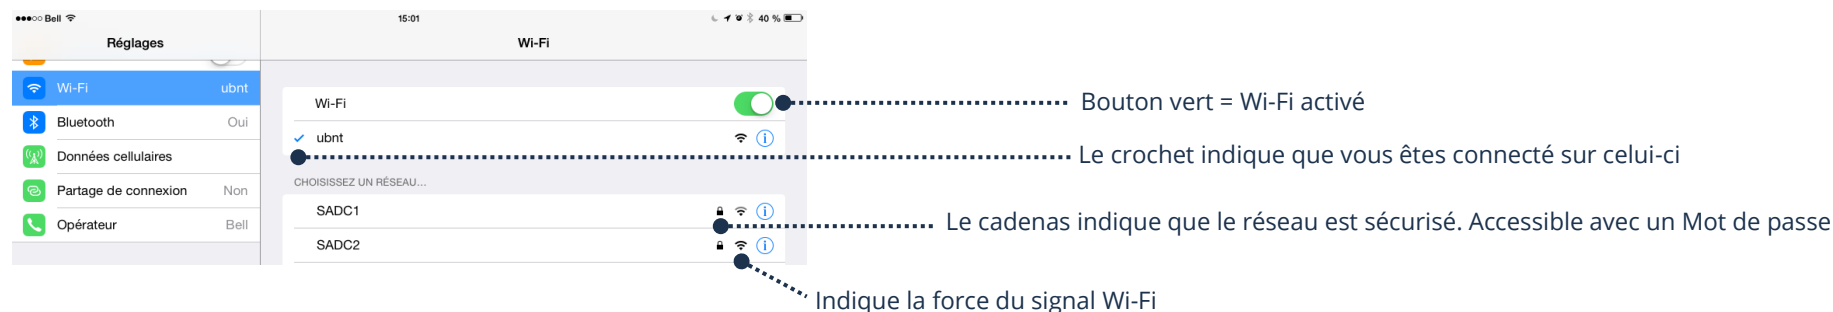 ●●●○○ Bell 15:01 40 %
Réglages Wi-Fi
Wi-Fi ubnt
Bluetooth Oui
Données cellulaires
Partage de connexion Non
Opérateur Bell
Wi-Fi
ubnt
CHOISISSEZ UN RÉSEAU...
SADC1
SADC2
Bouton vert = Wi-Fi activé
Le crochet indique que vous êtes connecté sur celui-ci
Le cadenas indique que le réseau est sécurisé. Accessible avec un Mot de passe
Indique la force du signal Wi-Fi